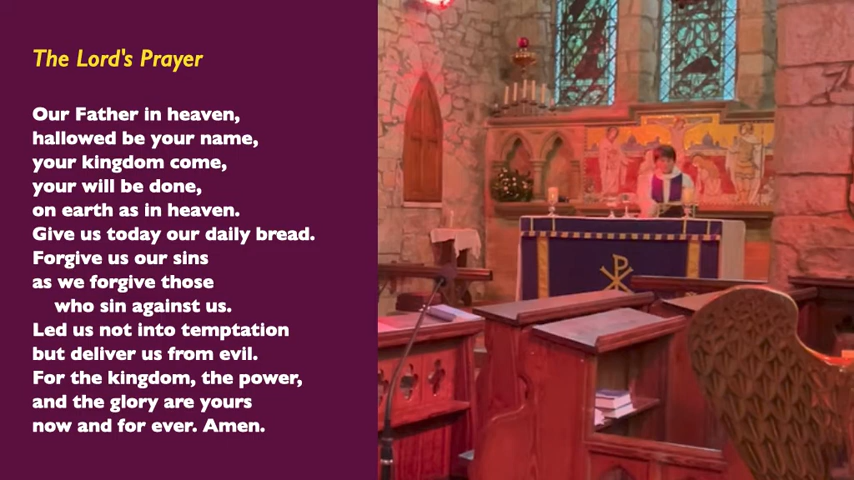 The Lord's Prayer
Our Father in heaven,
hallowed be your name,
your kingdom come,
your will be done,
on earth as in heaven.
Give us today our daily bread.
Forgive us our sins
as we forgive those
who sin against us.
Led us not into temptation
but deliver us from evil.
For the kingdom, the power,
and the glory are yours
now and for ever. Amen.